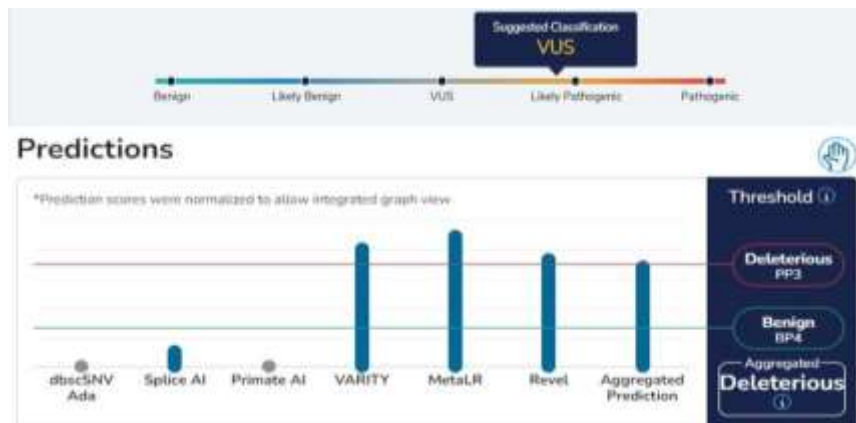 Suggested Classification
VUS
Benign
Likely Benign
VUS
Likely Pathogenic
Pathogenic
Predictions
*Prediction scores were normalized to allow integrated graph view
Threshold
Deleterious
PP3
Benign
BP4
Aggregated
Deleterious
dbscSNV
Ada
Splice AI
Primate AI
VARITY
MetaLR
Revel
Aggregated
Prediction